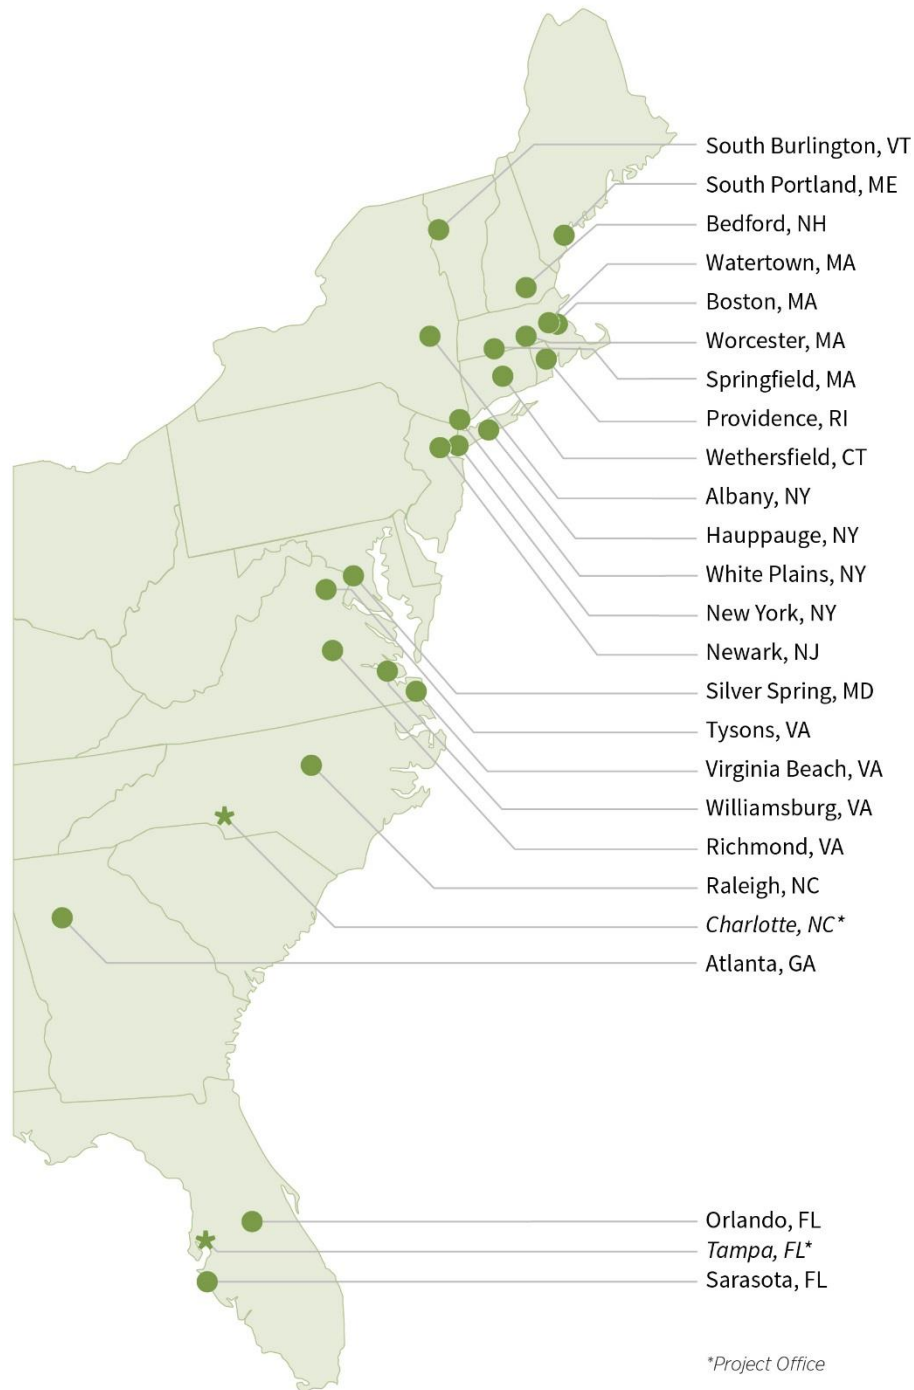 South Burlington, VT
South Portland, ME
Bedford, NH
Watertown, MA
Boston, MA
Worcester, MA
Springfield, MA
Providence, RI
Wethersfield, CT
Albany, NY
Hauppauge, NY
White Plains, NY
New York, NY
Newark, NJ
Silver Spring, MD
Tysons, VA
Virginia Beach, VA
Williamsburg, VA
Richmond, VA
Raleigh, NC
Charlotte, NC*
Atlanta, GA
Orlando, FL
Tampa, FL*
Sarasota, FL
*Project Office